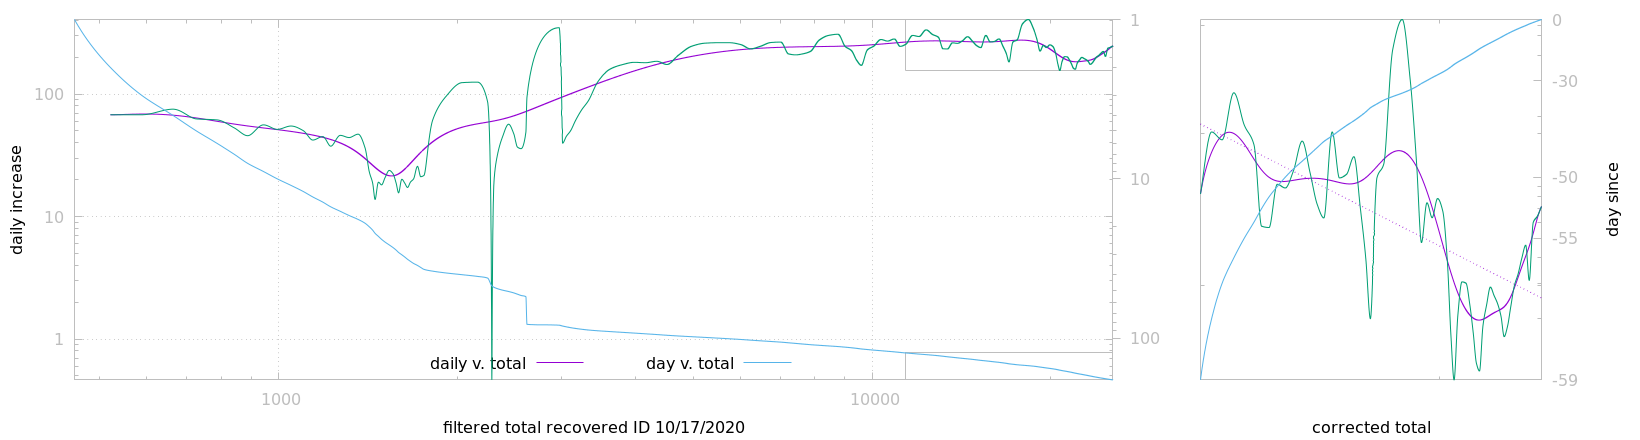 daily increase
100
10
1
1000
10000
1
10
100
daily v. total
day v. total
filtered total recovered ID 10/17/2020
0
-30
-50
-55
-59
day since
corrected total